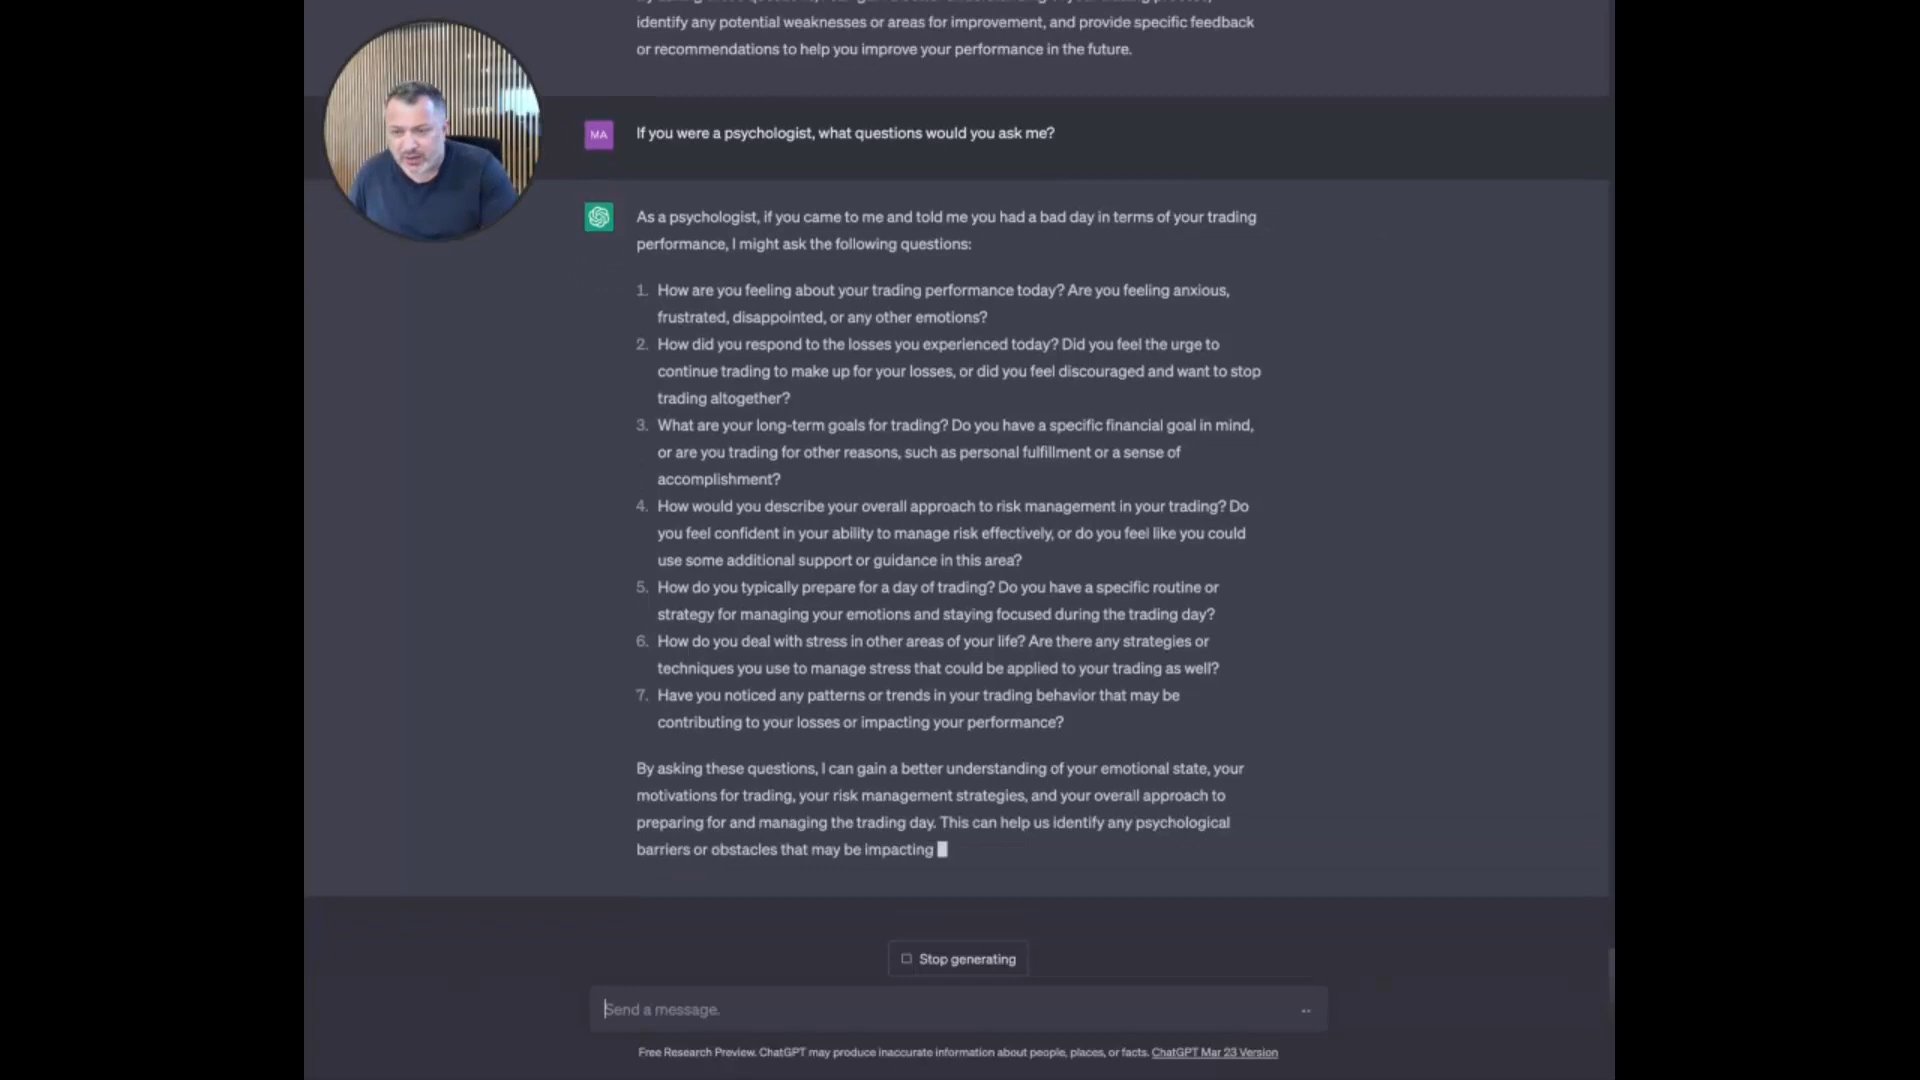 identify any potential weaknesses or areas for improvement, and provide specific feedback
or recommendations to help you improve your performance in the future.
MA
If you were a psychologist, what questions would you ask me?
As a psychologist, if you came to me and told me you had a bad day in terms of your trading
performance, I might ask the following questions:
1. How are you feeling about your trading performance today? Are you feeling anxious,
frustrated, disappointed, or any other emotions?
2. How did you respond to the losses you experienced today? Did you feel the urge to
continue trading to make up for your losses, or did you feel discouraged and want to stop
trading altogether?
3. What are your long-term goals for trading? Do you have a specific financial goal in mind,
or are you trading for other reasons, such as personal fulfillment or a sense of
accomplishment?
4. How would you describe your overall approach to risk management in your trading? Do
you feel confident in your ability to manage risk effectively, or do you feel like you could
use some additional support or guidance in this area?
5. How do you typically prepare for a day of trading? Do you have a specific routine or
strategy for managing your emotions and staying focused during the trading day?
6. How do you deal with stress in other areas of your life? Are there any strategies or
techniques you use to manage stress that could be applied to your trading as well?
7. Have you noticed any patterns or trends in your trading behavior that may be
contributing to your losses or impacting your performance?
By asking these questions, I can gain a better understanding of your emotional state, your
motivations for trading, your risk management strategies, and your overall approach to
preparing for and managing the trading day. This can help us identify any psychological
barriers or obstacles that may be impacting
Stop generating
Send a message.
Free Research Preview. ChatGPT may produce inaccurate information about people, places, or facts. ChatGPT Mar 23 Version